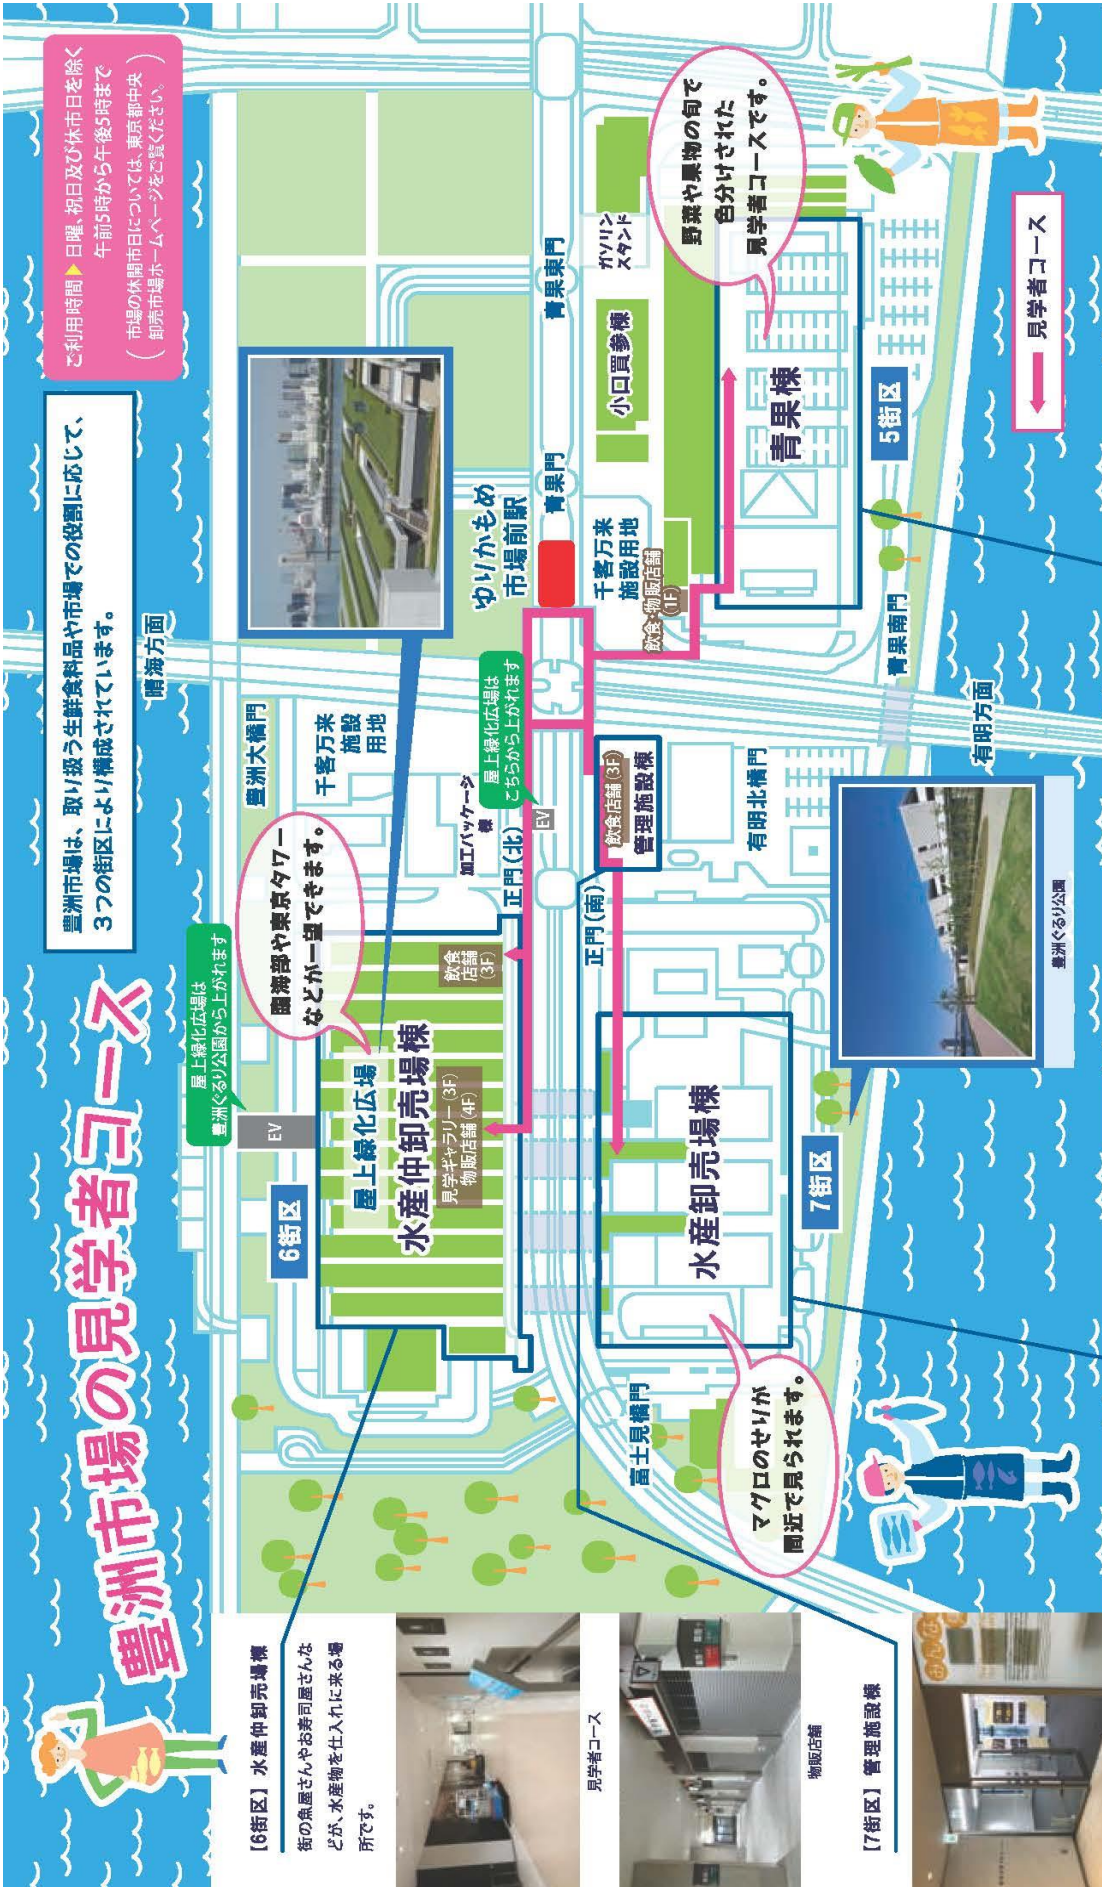 豊洲市場の見学者コース
豊洲市場は、取り扱う生鮮食料品や市場での役割に応じて、
3つの街区により構成されています。
ご利用時間▶日曜、祝日及び休市日を除く
午前5時から午後5時まで
(市場の休開市日については、東京都中央
卸売市場ホームページをご覧ください。)
晴海方面
屋上緑化広場は
豊洲ぐるり公園から上がれます
EV
6街区
臨海部や東京タワー
などが一望できます。
屋上緑化広場
水産仲卸売場棟
見学ギャラリー(3F)
物販店舗(4F)
飲食
店舗
(3F)
豊洲大橋門
千客万来
施設
用地
加工パッケージ
棟
正門(北)
屋上緑化広場は
こちらから上がれます
EV
ゆりかもめ
市場前駅
青果門
青果東門
千客万来
施設用地
飲食・物販店舗
(1F)
小口買参棟
ガソリン
スタンド
野菜や果物の旬で
色分けされた
見学者コースです。
青果棟
5街区
青果南門
有明方面
見学者コース
正門(南)
飲食店舗(3F)
管理施設棟
有明北橋門
水産卸売場棟
7街区
豊洲ぐるり公園
富士見橋門
マグロのせりが
間近で見られます。
【6街区】水産仲卸売場棟
街の魚屋さんやお寿司屋さんな
どが、水産物を仕入れに来る場
所です。
見学者コース
物販店舗
【7街区】管理施設棟
みんな